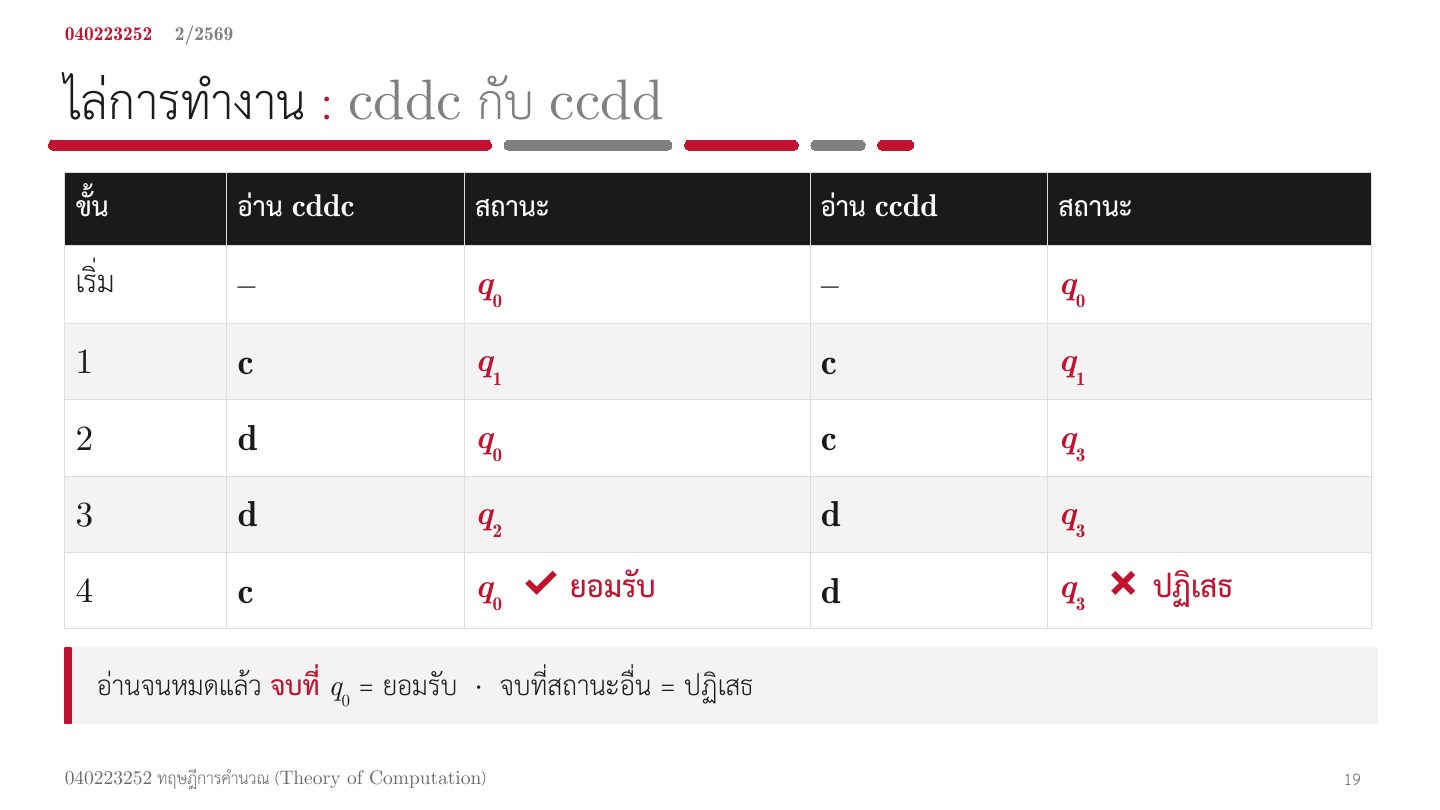 040223252 2/2569
ไล่การทำงาน : cddc กับ ccdd
ขั้น อ่าน cddc สถานะ อ่าน ccdd สถานะ
เริ่ม – q0 – q0
1 c q1 c q1
2 d q0 c q3
3 d q2 d q3
4 c q0 ✔ ยอมรับ d q3 ✖ ปฏิเสธ
อ่านจนหมดแล้ว จบที่ q0 = ยอมรับ · จบที่สถานะอื่น = ปฏิเสธ
040223252 ทฤษฎีการคำนวณ (Theory of Computation) 19